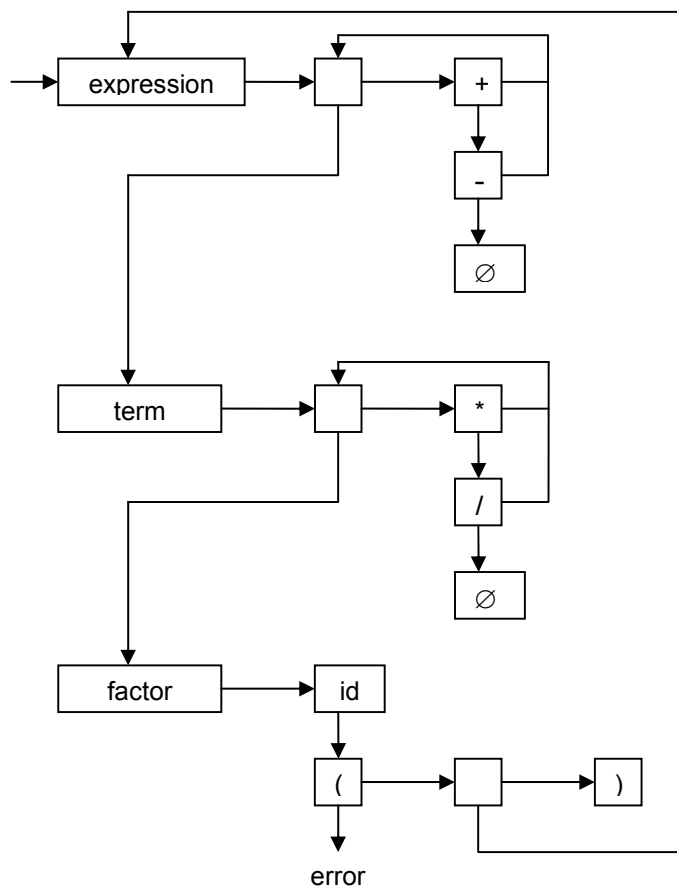 expression
+
-
∅
term
*
/
∅
factor
id
(
)
error